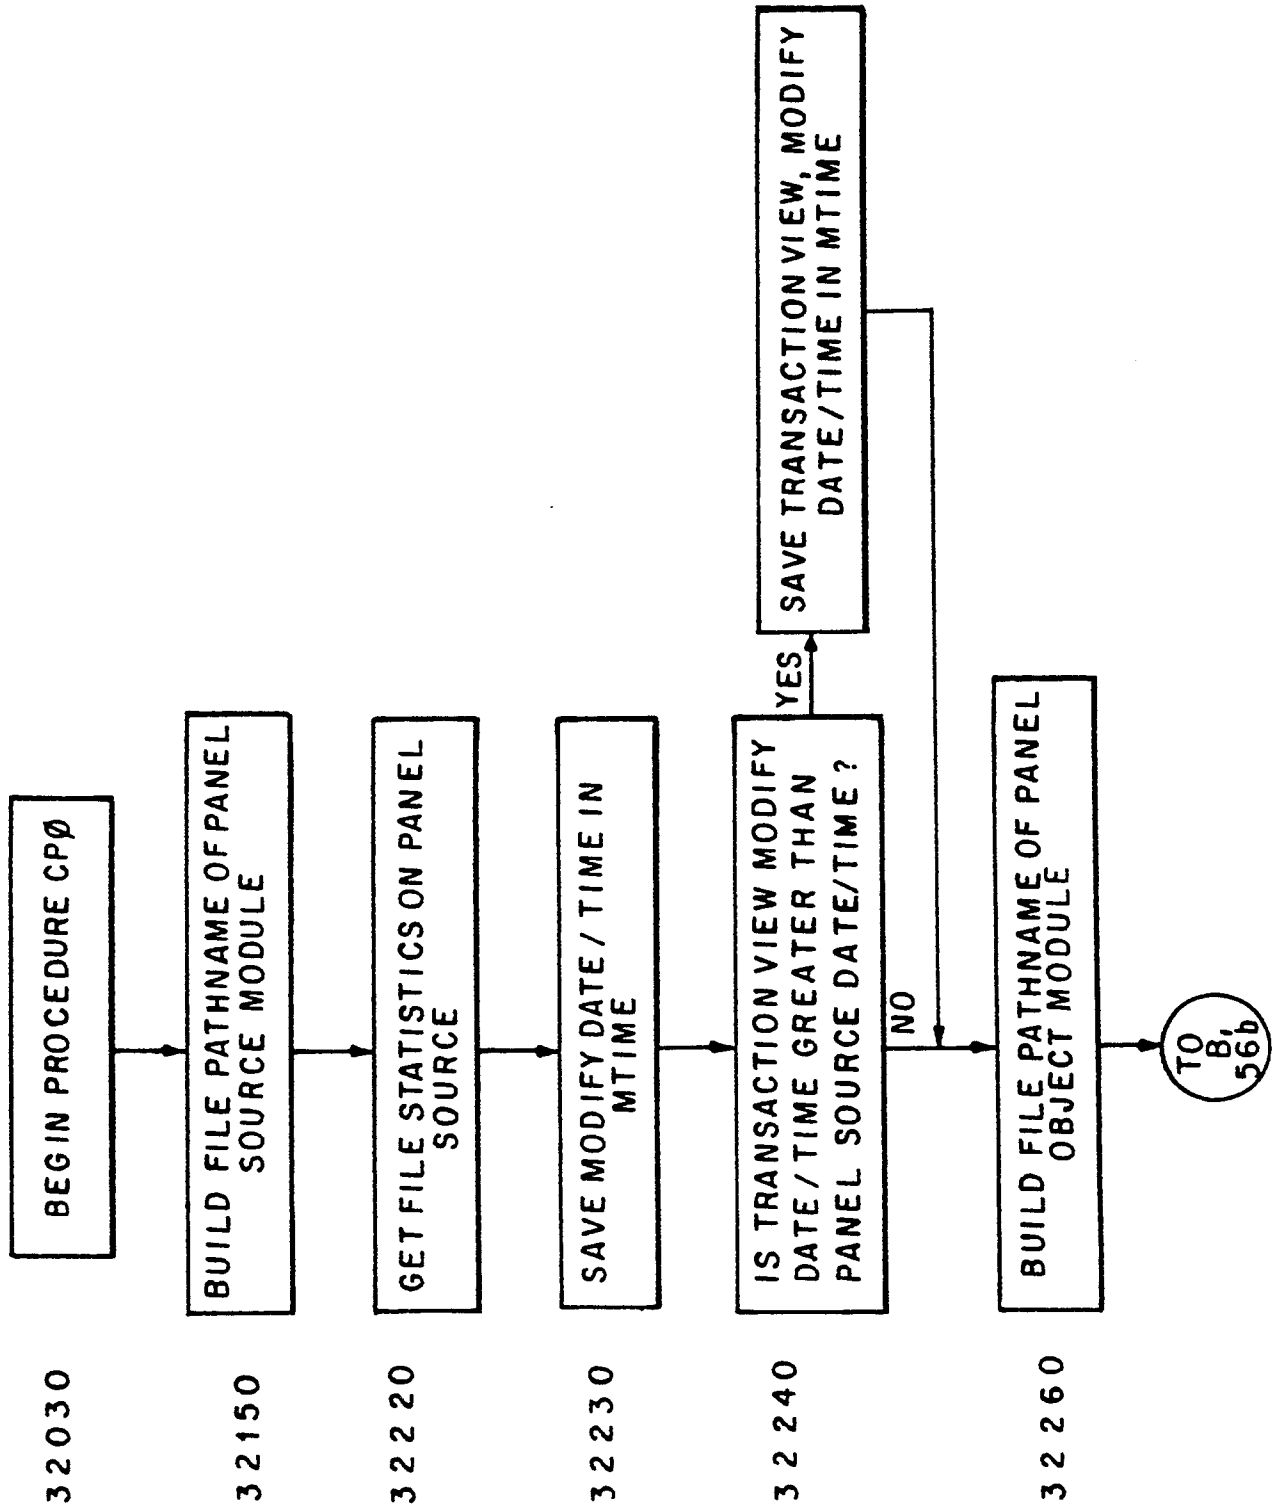 32030
BEGIN PROCEDURE CPØ
32150
BUILD FILE PATHNAME OF PANEL
SOURCE MODULE
32220
GET FILE STATISTICS ON PANEL
SOURCE
32230
SAVE MODIFY DATE / TIME IN
MTIME
32240
IS TRANSACTION VIEW MODIFY
DATE / TIME GREATER THAN
PANEL SOURCE DATE/TIME?
YES
SAVE TRANSACTION VIEW, MODIFY
DATE/TIME IN MTIME
NO
32260
BUILD FILE PATHNAME OF PANEL
OBJECT MODULE
TO
B,
56b